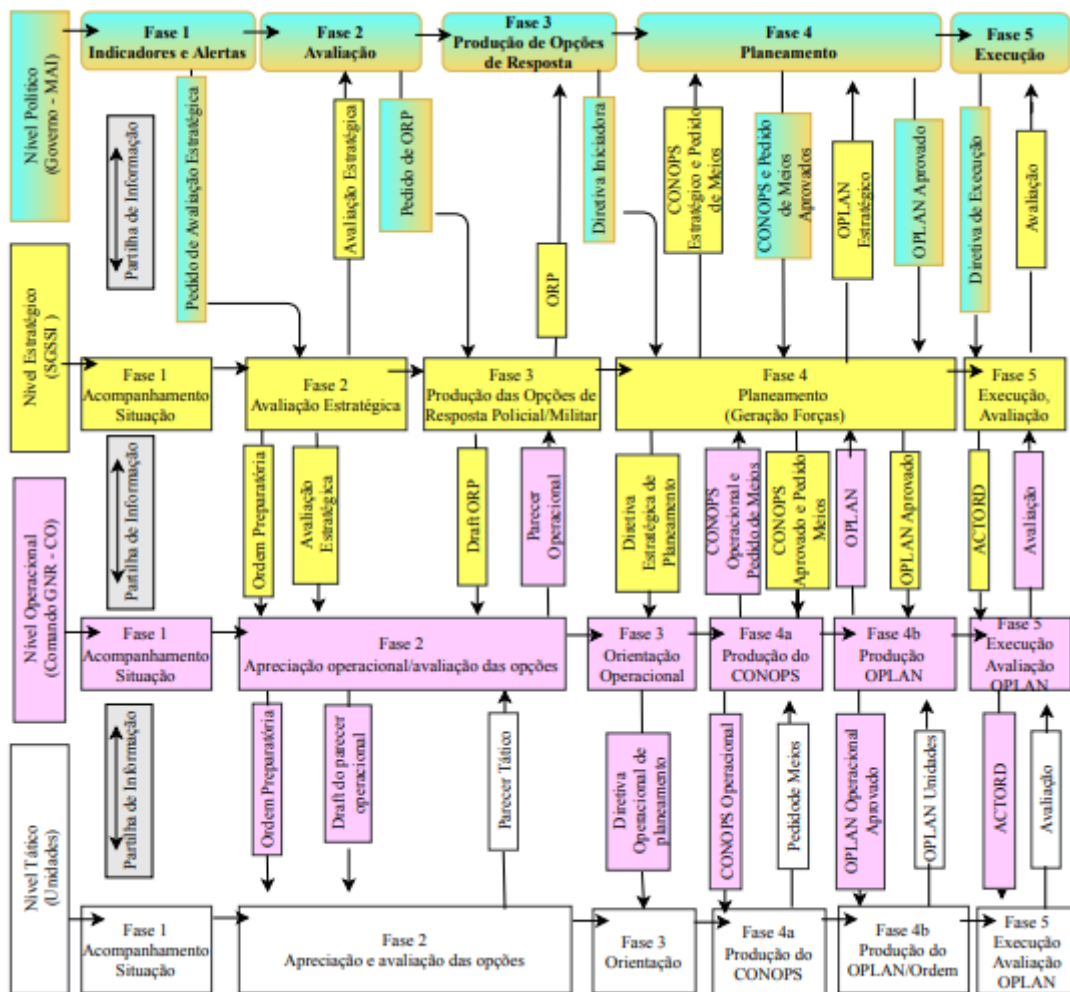 Nível Político
(Governo - MAI)
Fase 1
Indicadores e Alertas
Fase 2
Avaliação
Fase 3
Produção de Opções
de Resposta
Fase 4
Planeamento
Fase 5
Execução
Partilha de Informação
Pedido de Avaliação Estratégica
Avaliação Estratégica
Pedido de ORP
ORP
Diretiva Iniciadora
CONOPS
Estratégico e Pedido
de Meios
CONOPS e Pedido
de Meios
Aprovados
OPLAN
Estratégico
OPLAN Aprovado
Diretiva de Execução
Avaliação
Nível Estratégico
(SGSSI )
Fase 1
Acompanhamento
Situação
Fase 2
Avaliação Estratégica
Fase 3
Produção das Opções de
Resposta Policial/Militar
Fase 4
Planeamento
(Geração Forças)
Fase 5
Execução,
Avaliação
Partilha de Informação
Ordem Preparatória
Avaliação
Estratégica
Draft ORP
Parecer
Operacional
Diretiva
Estratégica de
Planeamento
CONOPS
Operacional e
Pedido de Meios
CONOPS
Aprovado e Pedido
Meios
OPLAN
OPLAN Aprovado
ACTORD
Avaliação
Nível Operacional
(Comando GNR - CO)
Fase 1
Acompanhamento
Situação
Fase 2
Apreciação operacional/avaliação das opções
Fase 3
Orientação
Operacional
Fase 4a
Produção do
CONOPS
Fase 4b
Produção
OPLAN
Fase 5
Execução
Avaliação
OPLAN
Partilha de Informação
Ordem Preparatória
Draft do parecer
operacional
Parecer Tático
Diretiva
Operacional de
planeamento
CONOPS Operacional
Pedidode Meios
OPLAN Operacional
Aprovado
OPLAN Unidades
ACTORD
Avaliação
Nível Tático
(Unidades)
Fase 1
Acompanhamento
Situação
Fase 2
Apreciação e avaliação das opções
Fase 3
Orientação
Fase 4a
Produção do
CONOPS
Fase 4b
Produção do
OPLAN/Ordem
Fase 5
Execução
Avaliação
OPLAN